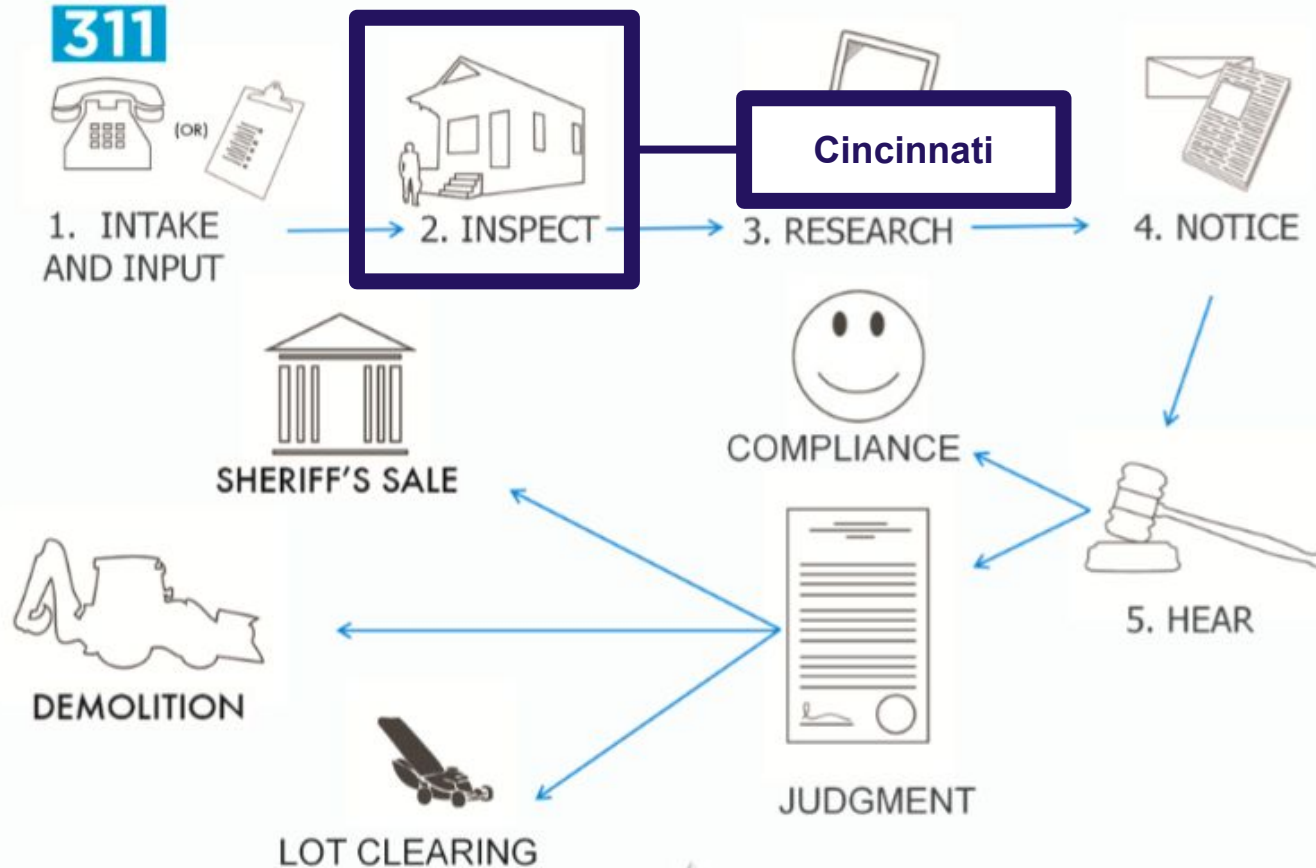 311
(OR)
1. INTAKE
AND INPUT
2. INSPECT
Cincinnati
3. RESEARCH
4. NOTICE
SHERIFF'S SALE
COMPLIANCE
5. HEAR
DEMOLITION
JUDGMENT
LOT CLEARING